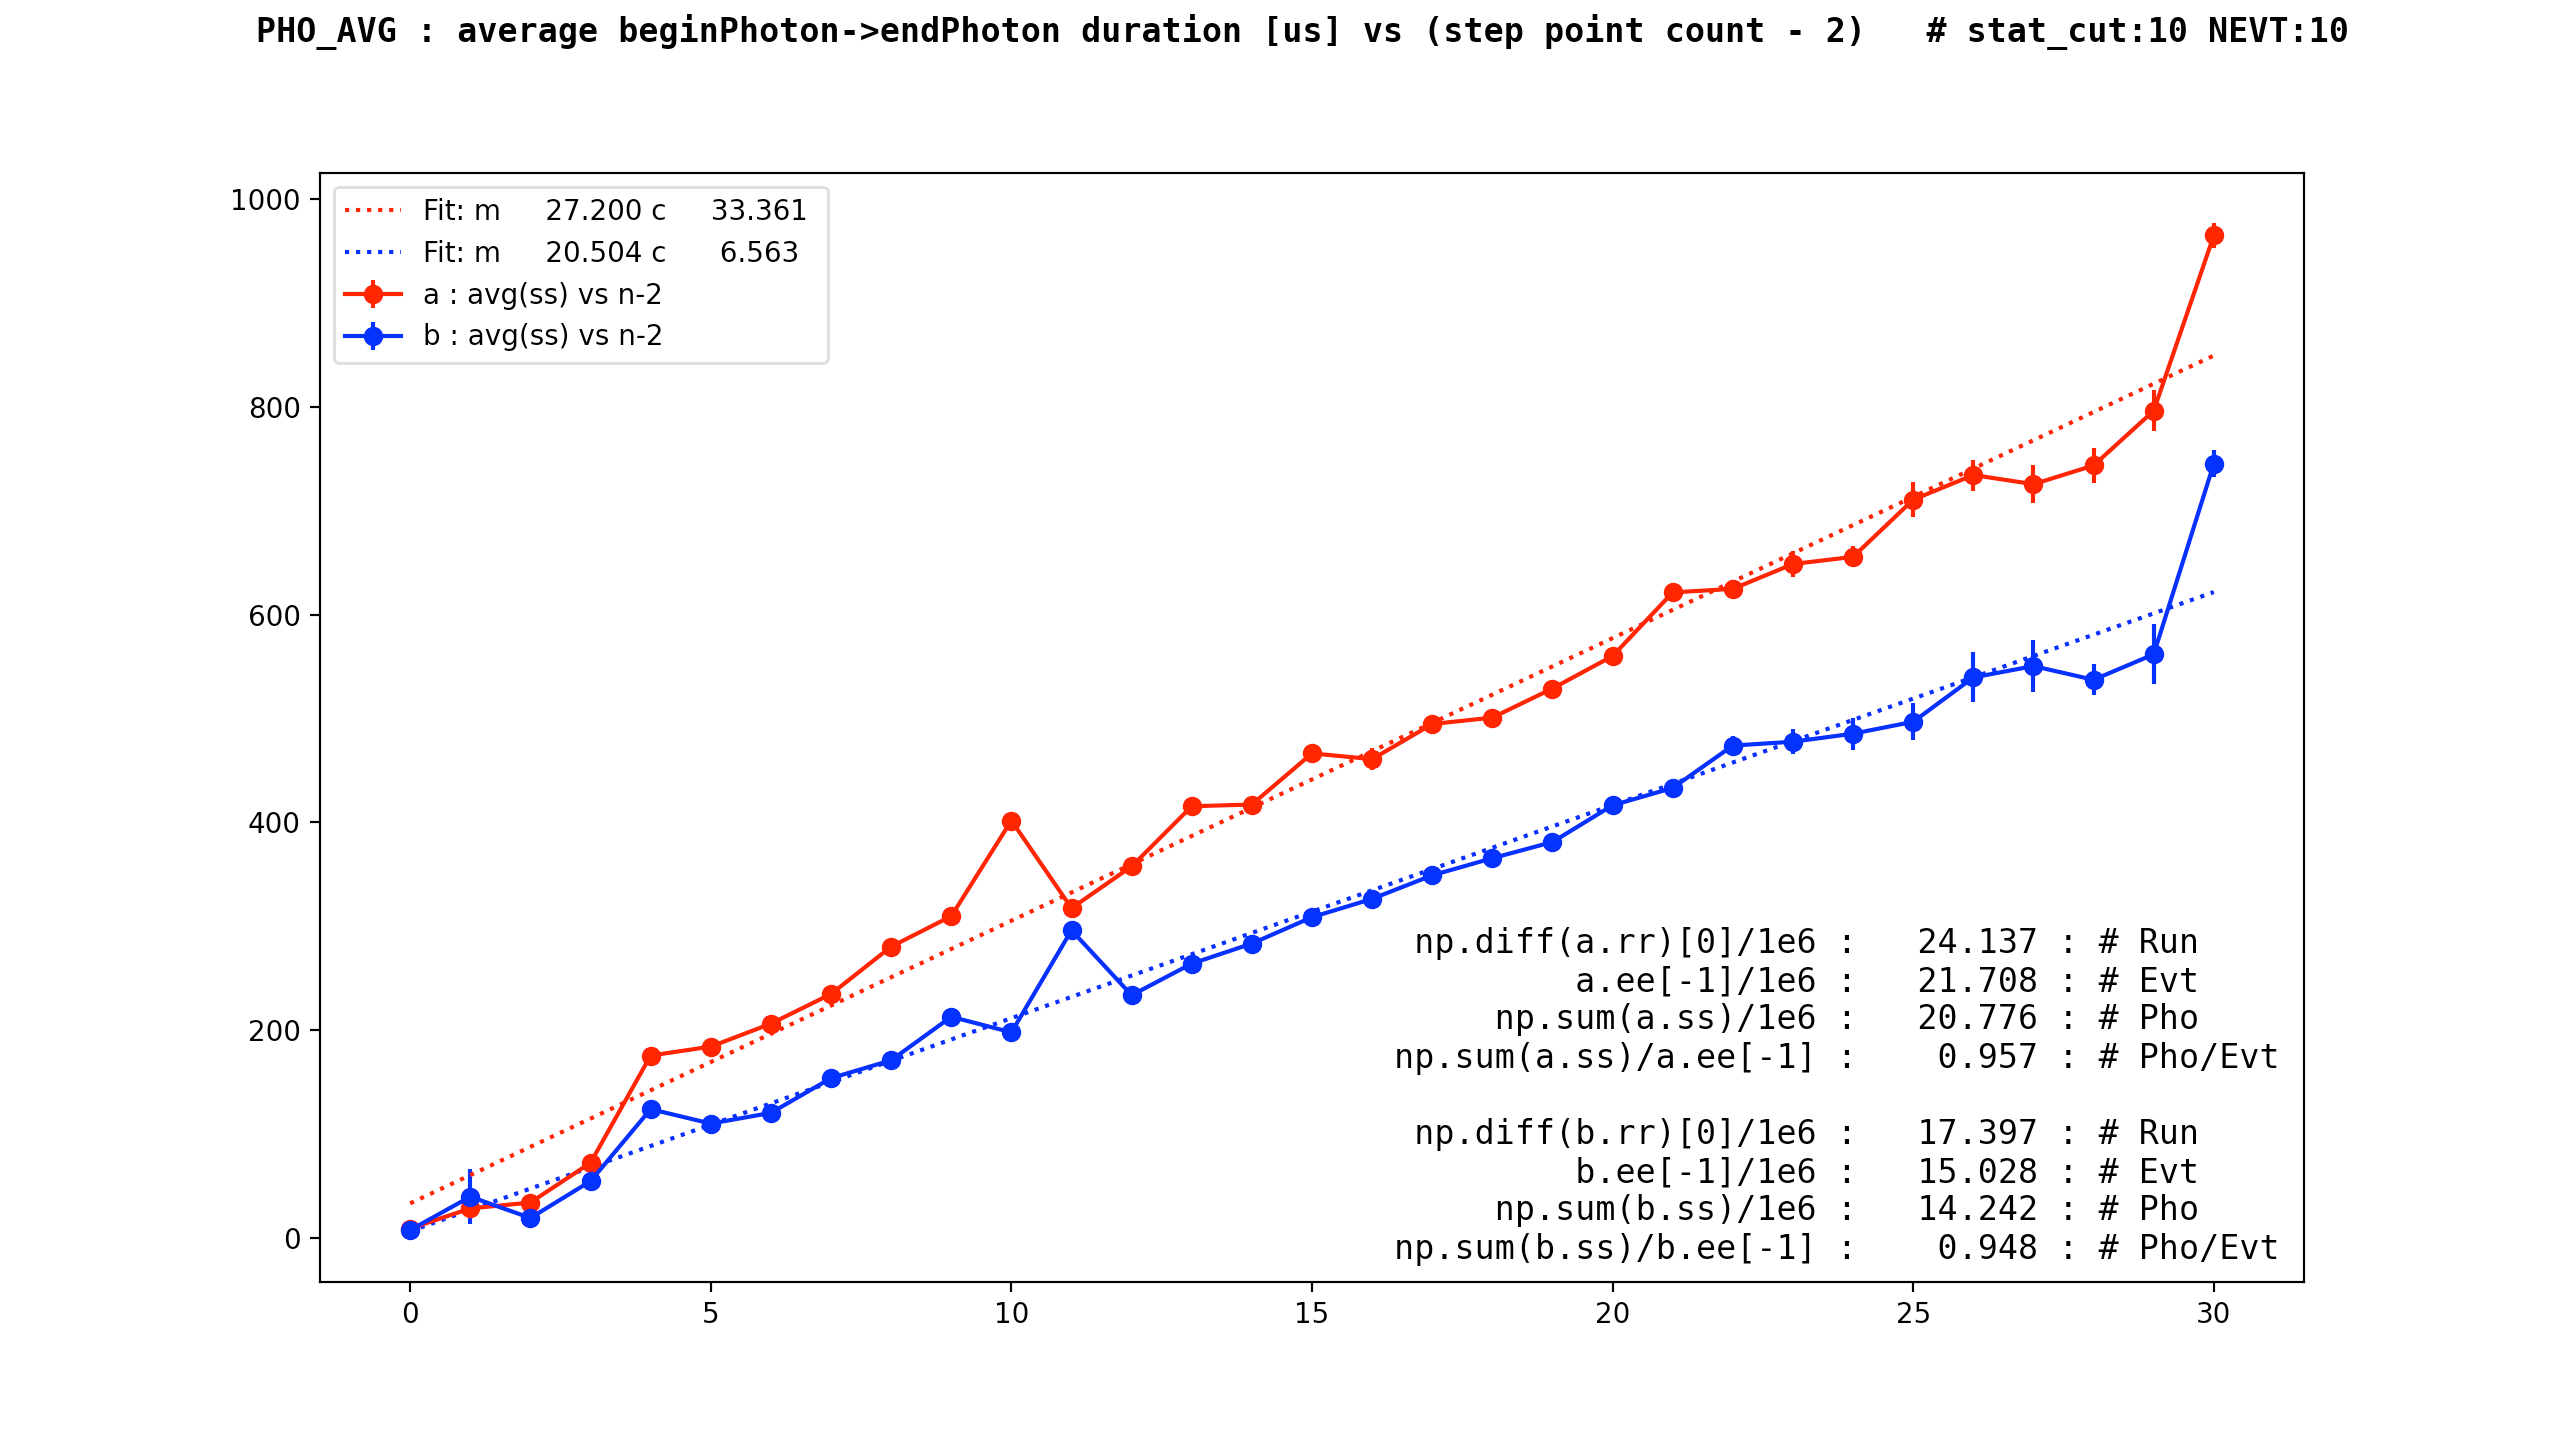 PHO_AVG : average beginPhoton->endPhoton duration [us] vs (step point count - 2)   # stat_cut:10 NEVT:10
1000
800
600
400
200
0
Fit: m 27.200 c 33.361
Fit: m 20.504 c 6.563
a : avg(ss) vs n-2
b : avg(ss) vs n-2
np.diff(a.rr)[0]/1e6 : 24.137 : # Run
a.ee[-1]/1e6 : 21.708 : # Evt
np.sum(a.ss)/1e6 : 20.776 : # Pho
np.sum(a.ss)/a.ee[-1] : 0.957 : # Pho/Evt
np.diff(b.rr)[0]/1e6 : 17.397 : # Run
b.ee[-1]/1e6 : 15.028 : # Evt
np.sum(b.ss)/1e6 : 14.242 : # Pho
np.sum(b.ss)/b.ee[-1] : 0.948 : # Pho/Evt
0 5 10 15 20 25 30